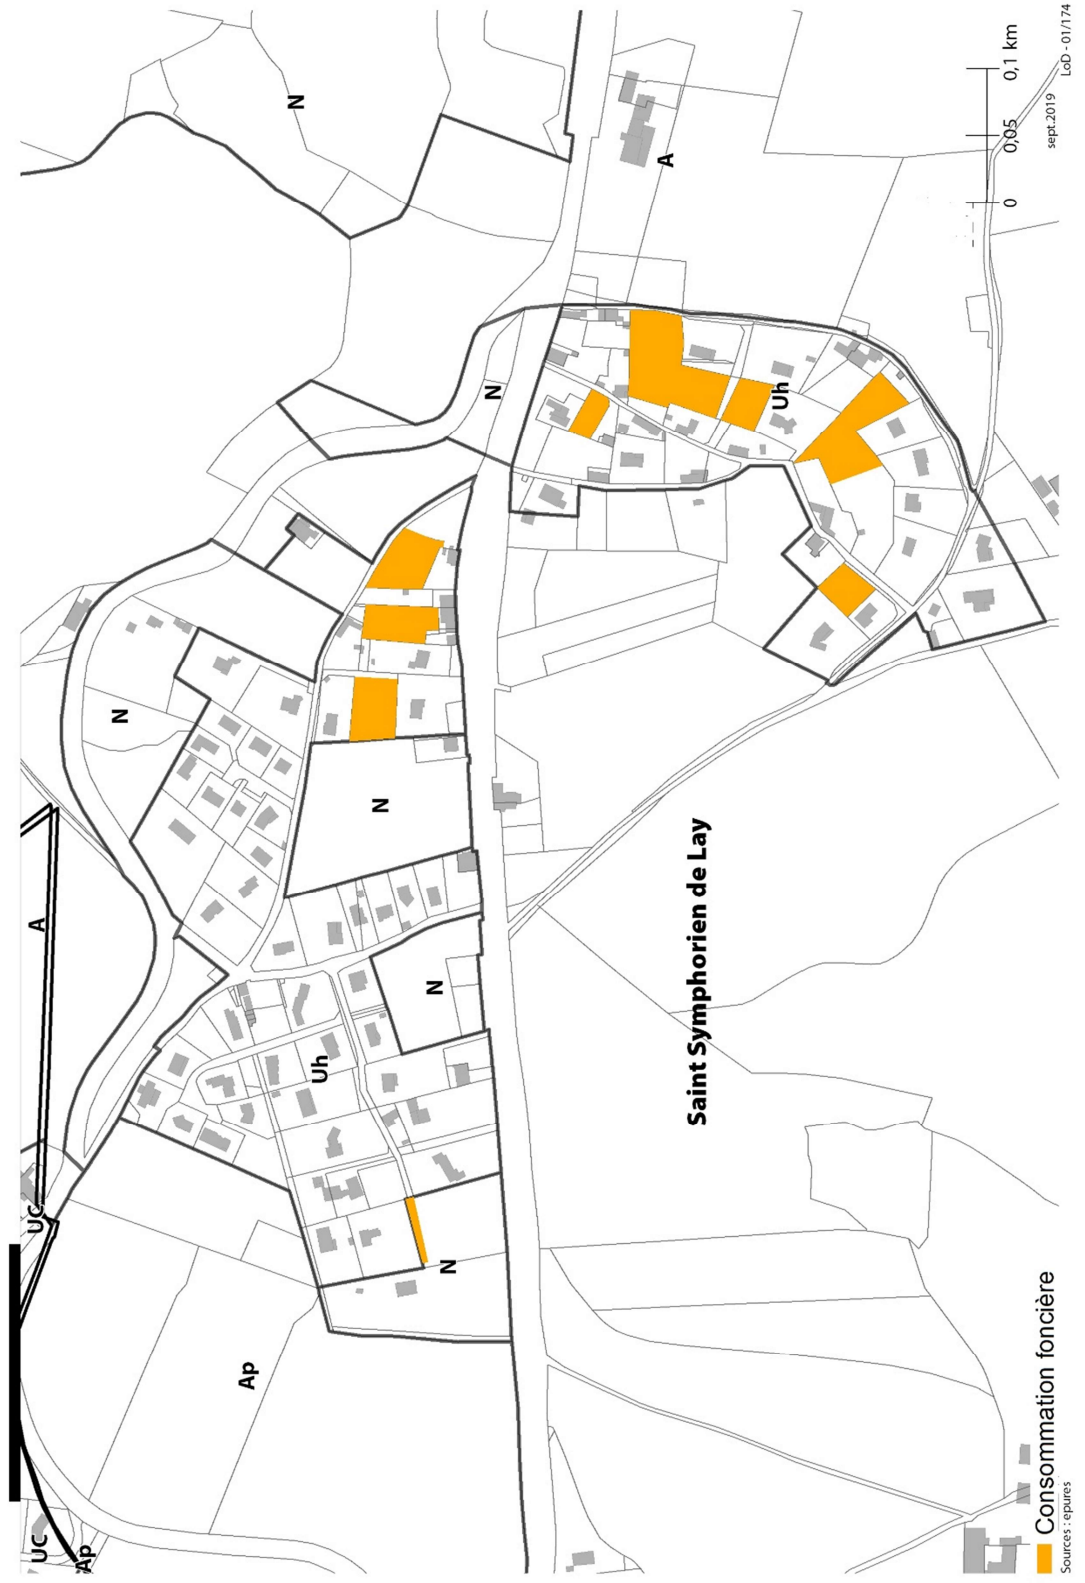 UC
UC
A
Ap
N
Ap
N
Uh
N
N
N
N
A
Saint Symphorien de Lay
Uh
0 0,05 0,1 km
Consommation foncière
sept.2019
Sources : epures
LoD - 01/174